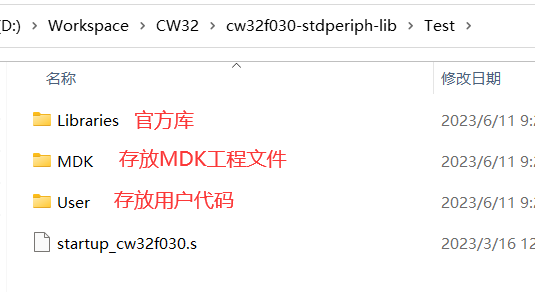 (D:) > Workspace > CW32 > cw32f030-stdperiph-lib > Test >
名称 修改日期
Libraries 官方库 2023/6/11 9:2
MDK 存放MDK工程文件 2023/6/11 9:2
User 存放用户代码 2023/6/11 9:2
startup_cw32f030.s 2023/3/16 12